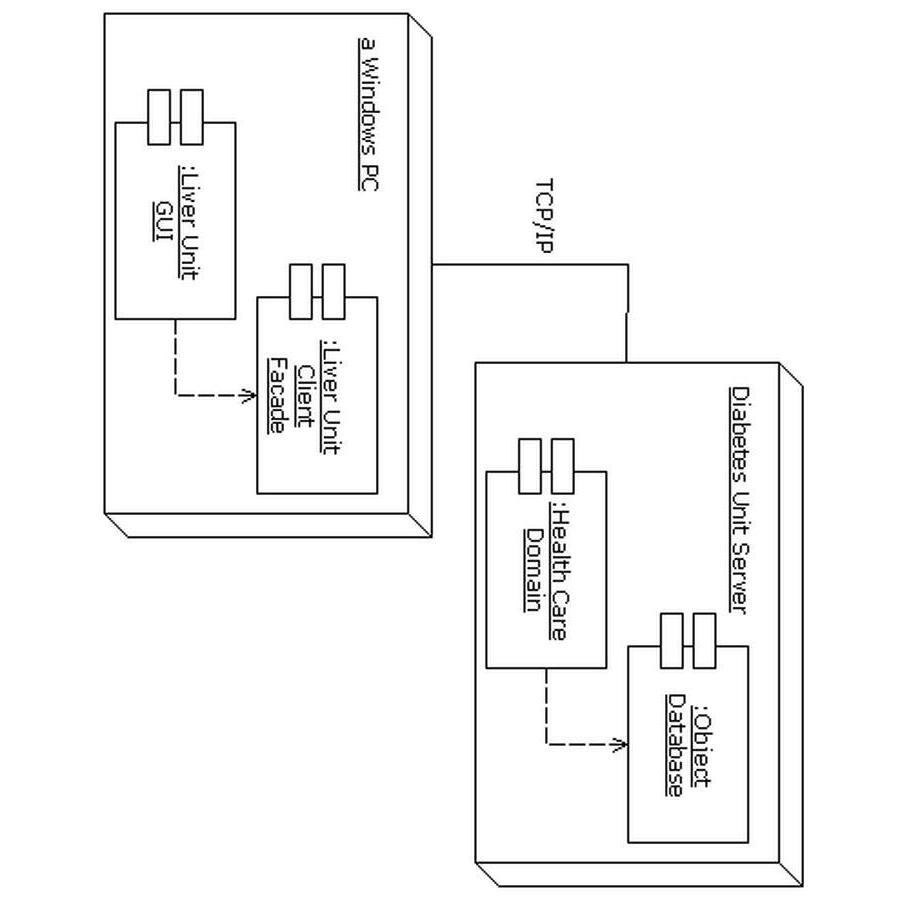 a Windows PC
:Liver Unit
GUI
:Liver Unit
Client
Facade
TCP/IP
Diabetes Unit Server
:Health Care
Domain
:Object
Database